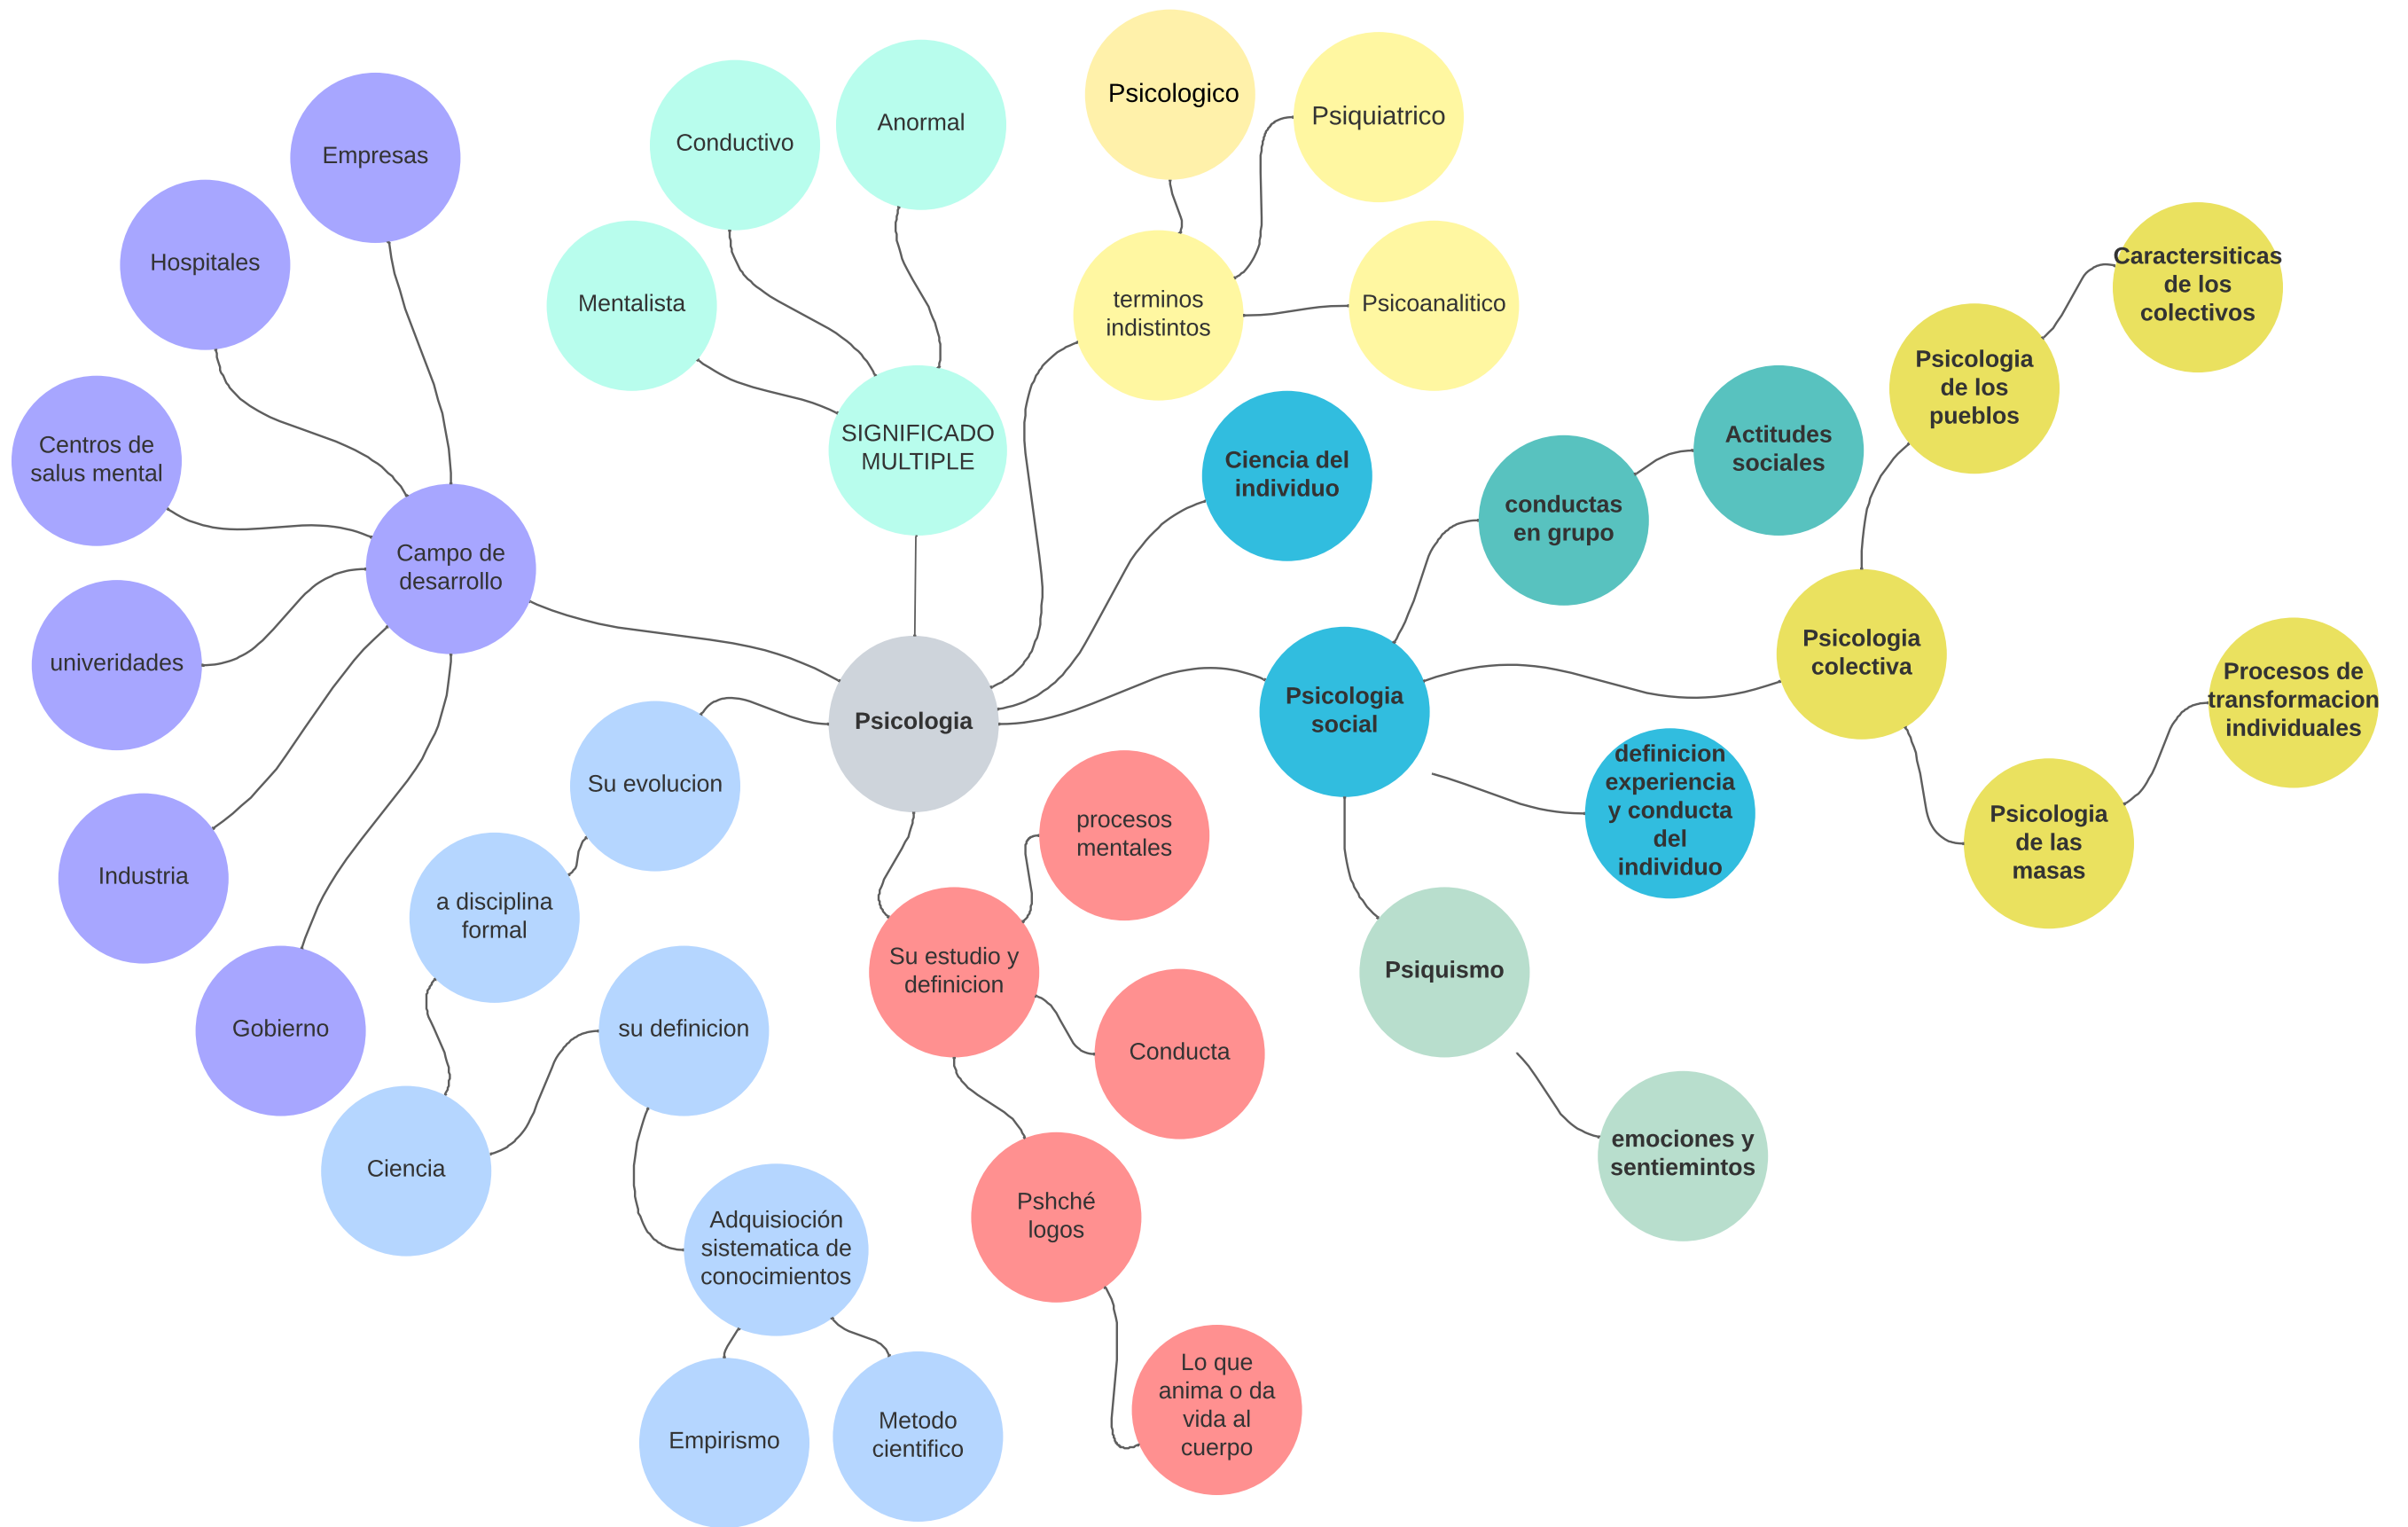 Psicologico
Psiquiatrico
Anormal
Conductivo
Empresas
Hospitales
Mentalista
terminos
indistintos
Psicoanalitico
Caractersiticas
de los
colectivos
Psicologia
de los
pueblos
Centros de
salus mental
SIGNIFICADO
MULTIPLE
Ciencia del
individuo
Actitudes
sociales
conductas
en grupo
Campo de
desarrollo
univeridades
Psicologia
colectiva
Psicologia
social
Procesos de
transformacion
individuales
Psicologia
Su evolucion
procesos
mentales
definicion
experiencia
y conducta
del
individuo
Psicologia
de las
masas
Industria
a disciplina
formal
Su estudio y
definicion
Psiquismo
Gobierno
su definicion
Conducta
Ciencia
emociones y
sentiemintos
Pshché
logos
Adquisioción
sistematica de
conocimientos
Lo que
anima o da
vida al
cuerpo
Empirismo
Metodo
cientifico